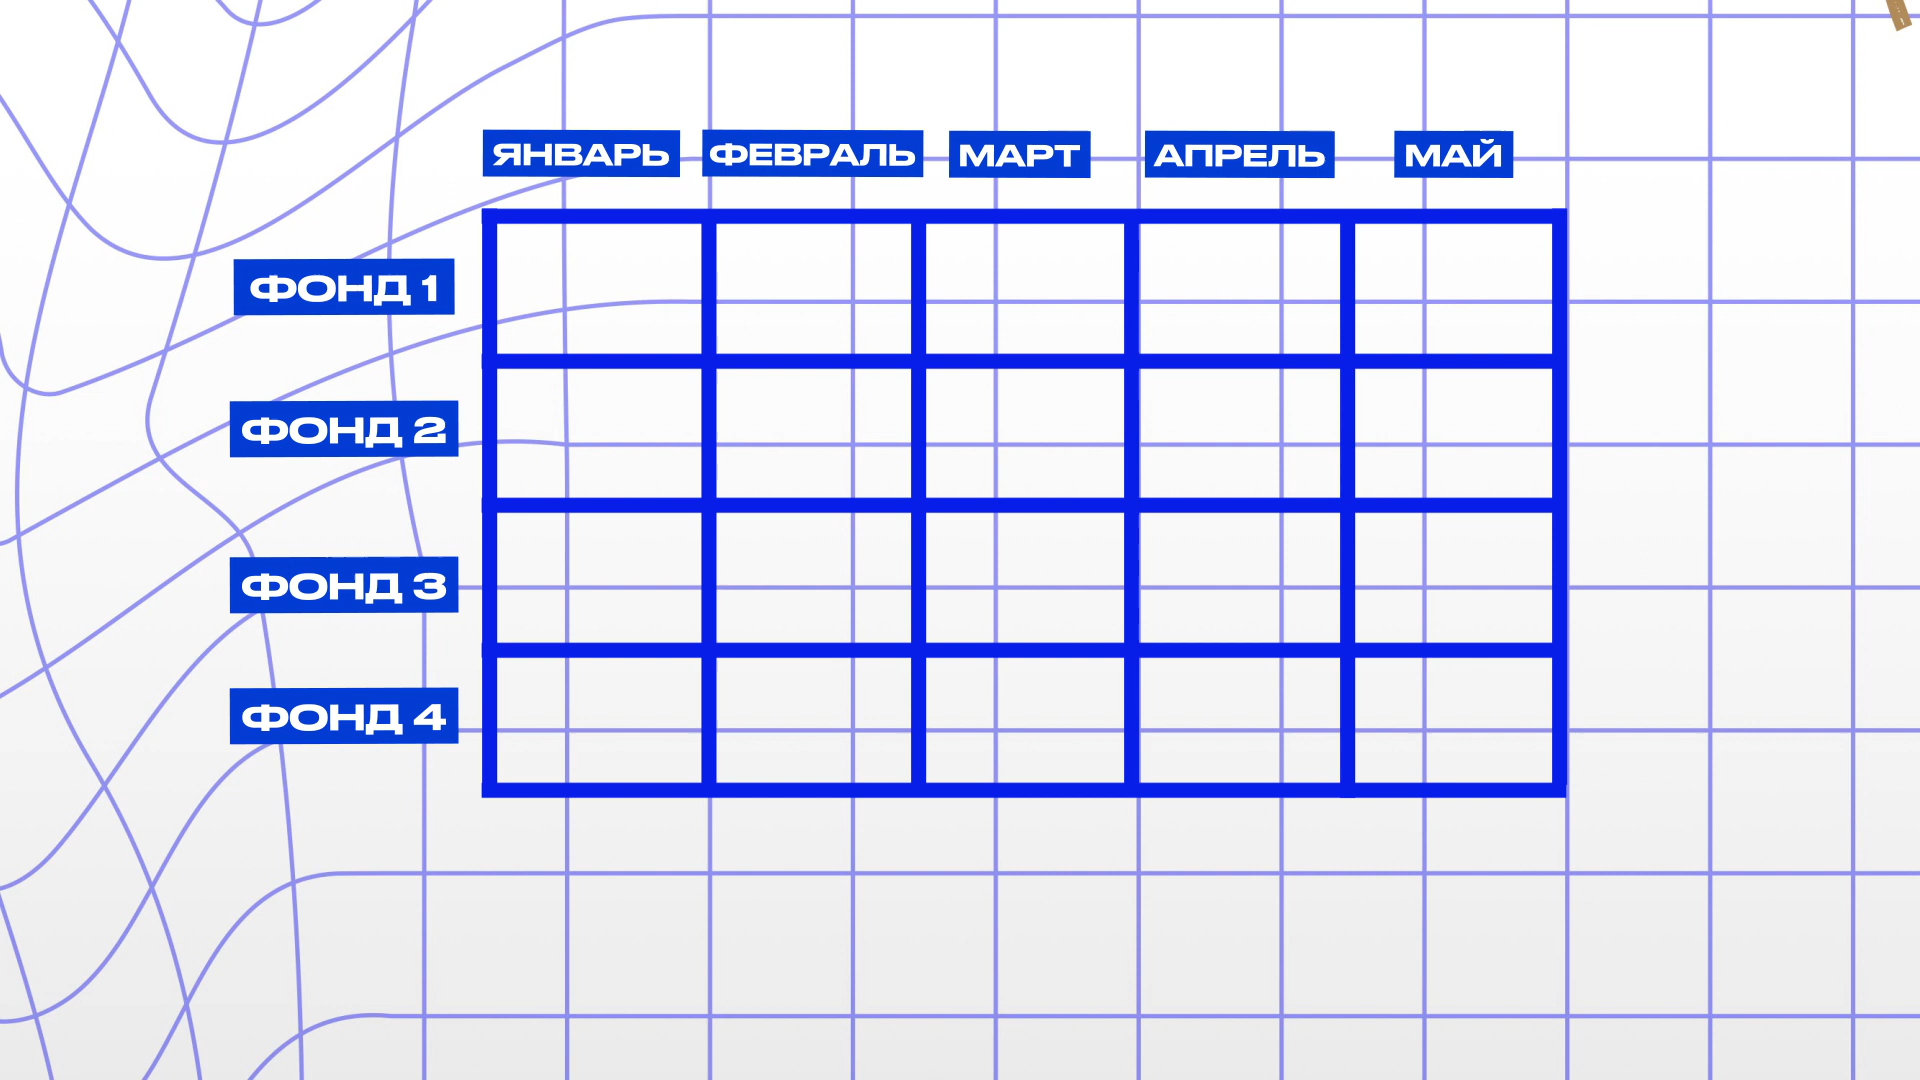 ЯНВАРЬ ФЕВРАЛЬ МАРТ АПРЕЛЬ МАЙ
ФОНД 1
ФОНД 2
ФОНД 3
ФОНД 4